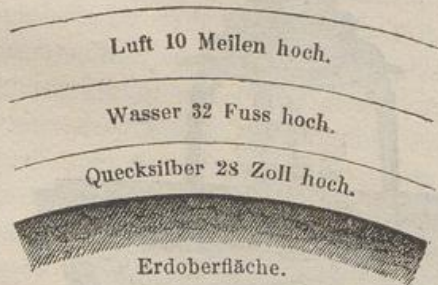 Luft 10 Meilen hoch.
Wasser 32 Fuss hoch.
Quecksilber 28 Zoll hoch.
Erdoberfläche.